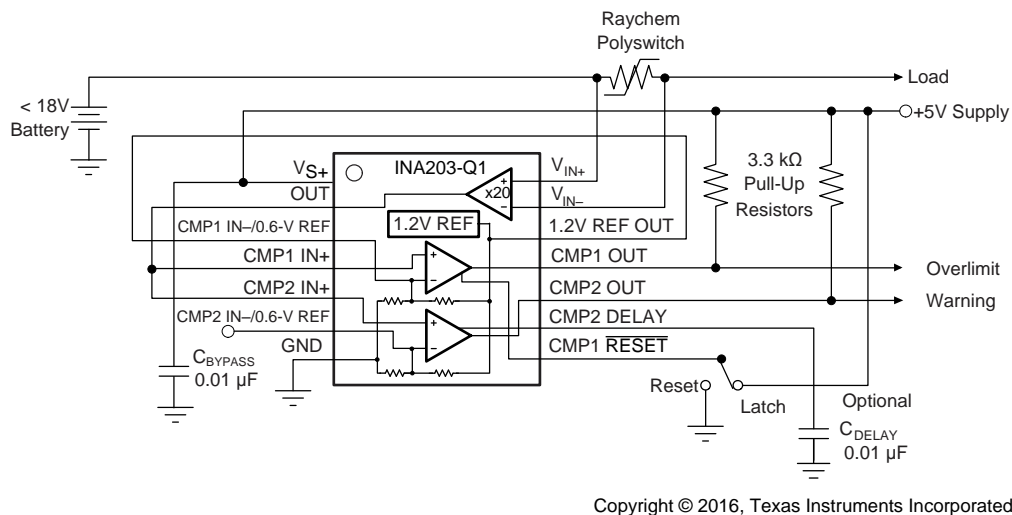 Raychem
Polyswitch
Load
< 18V
Battery
+5V Supply
VS+
INA203-Q1
VIN+
3.3 kΩ
Pull-Up
Resistors
OUT
x20
VIN–
CMP1 IN–/0.6-V REF
1.2V REF
1.2V REF OUT
CMP1 IN+
CMP1 OUT
Overlimit
CMP2 IN+
CMP2 OUT
Warning
CMP2 IN–/0.6-V REF
CMP2 DELAY
GND
CMP1 RESET
CBYPASS
0.01 µF
Reset
Latch
Optional
CDELAY
0.01 µF
Copyright © 2016, Texas Instruments Incorporated